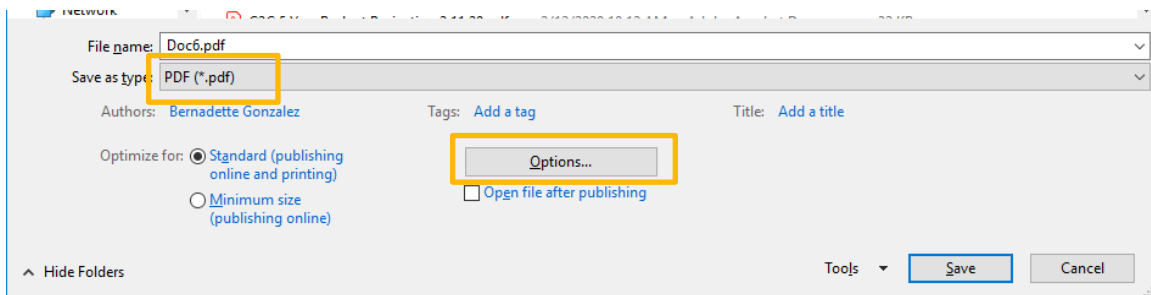 Network
File name: Doc6.pdf
Save as type: PDF (*.pdf)
Authors: Bernadette Gonzalez Tags: Add a tag Title: Add a title
Optimize for: Standard (publishing online and printing)
Options...
Minimum size (publishing online)
Open file after publishing
Hide Folders Tools Save Cancel